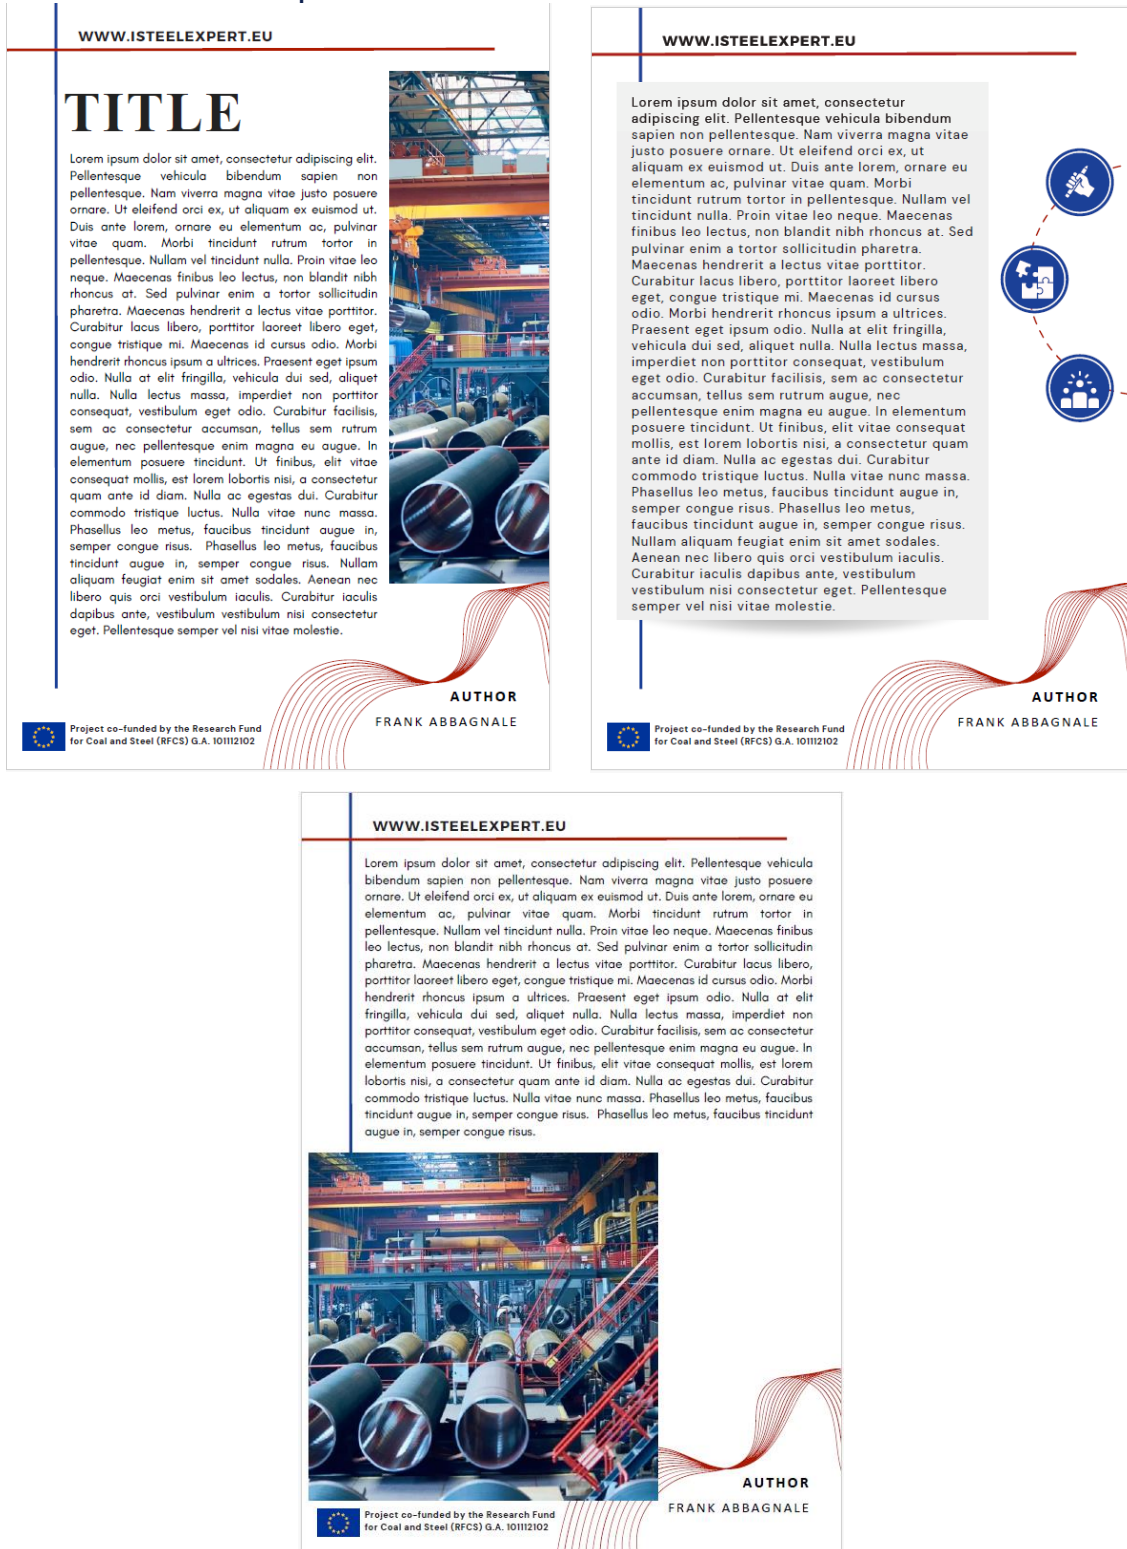 WWW.ISTEELEXPERT.EU
TITLE
Lorem ipsum dolor sit amet, consectetur adipiscing elit.
Pellentesque vehicula bibendum sapien non
pellentesque. Nam viverra magna vitae justo posuere
ornare. Ut eleifend orci ex, ut aliquam ex euismod ut.
Duis ante lorem, ornare eu elementum ac, pulvinar
vitae quam. Morbi tincidunt rutrum tortor in
pellentesque. Nullam vel tincidunt nulla. Proin vitae leo
neque. Maecenas finibus leo lectus, non blandit nibh
rhoncus at. Sed pulvinar enim a tortor sollicitudin
pharetra. Maecenas hendrerit a lectus vitae porttitor.
Curabitur lacus libero, porttitor laoreet libero eget,
congue tristique mi. Maecenas id cursus odio. Morbi
hendrerit rhoncus ipsum a ultrices. Praesent eget ipsum
odio. Nulla at elit fringilla, vehicula dui sed, aliquet
nulla. Nulla lectus massa, imperdiet non porttitor
consequat, vestibulum eget odio. Curabitur facilisis,
sem ac consectetur accumsan, tellus sem rutrum
augue, nec pellentesque enim magna eu augue. In
elementum posuere tincidunt. Ut finibus, elit vitae
consequat mollis, est lorem lobortis nisi, a consectetur
quam ante id diam. Nulla ac egestas dui. Curabitur
commodo tristique luctus. Nulla vitae nunc massa.
Phasellus leo metus, faucibus tincidunt augue in,
semper congue risus. Phasellus leo metus, faucibus
tincidunt augue in, semper congue risus. Nullam
aliquam feugiat enim sit amet sodales. Aenean nec
libero quis orci vestibulum iaculis. Curabitur iaculis
dapibus ante, vestibulum vestibulum nisi consectetur
eget. Pellentesque semper vel nisi vitae molestie.
AUTHOR
FRANK ABBAGNALE
Project co-funded by the Research Fund
for Coal and Steel (RFCS) G.A. 101112102
WWW.ISTEELEXPERT.EU
Lorem ipsum dolor sit amet, consectetur
adipiscing elit. Pellentesque vehicula bibendum
sapien non pellentesque. Nam viverra magna vitae
justo posuere ornare. Ut eleifend orci ex, ut
aliquam ex euismod ut. Duis ante lorem, ornare eu
elementum ac, pulvinar vitae quam. Morbi
tincidunt rutrum tortor in pellentesque. Nullam vel
tincidunt nulla. Proin vitae leo neque. Maecenas
finibus leo lectus, non blandit nibh rhoncus at. Sed
pulvinar enim a tortor sollicitudin pharetra.
Maecenas hendrerit a lectus vitae porttitor.
Curabitur lacus libero, porttitor laoreet libero
eget, congue tristique mi. Maecenas id cursus
odio. Morbi hendrerit rhoncus ipsum a ultrices.
Praesent eget ipsum odio. Nulla at elit fringilla,
vehicula dui sed, aliquet nulla. Nulla lectus massa,
imperdiet non porttitor consequat, vestibulum
eget odio. Curabitur facilisis, sem ac consectetur
accumsan, tellus sem rutrum augue, nec
pellentesque enim magna eu augue. In elementum
posuere tincidunt. Ut finibus, elit vitae consequat
mollis, est lorem lobortis nisi, a consectetur quam
ante id diam. Nulla ac egestas dui. Curabitur
commodo tristique luctus. Nulla vitae nunc massa.
Phasellus leo metus, faucibus tincidunt augue in,
semper congue risus. Phasellus leo metus,
faucibus tincidunt augue in, semper congue risus.
Nullam aliquam feugiat enim sit amet sodales.
Aenean nec libero quis orci vestibulum iaculis.
Curabitur iaculis dapibus ante, vestibulum
vestibulum nisi consectetur eget. Pellentesque
semper vel nisi vitae molestie.
AUTHOR
FRANK ABBAGNALE
Project co-funded by the Research Fund
for Coal and Steel (RFCS) G.A. 101112102
WWW.ISTEELEXPERT.EU
Lorem ipsum dolor sit amet, consectetur adipiscing elit. Pellentesque vehicula
bibendum sapien non pellentesque. Nam viverra magna vitae justo posuere
ornare. Ut eleifend orci ex, ut aliquam ex euismod ut. Duis ante lorem, ornare eu
elementum ac, pulvinar vitae quam. Morbi tincidunt rutrum tortor in
pellentesque. Nullam vel tincidunt nulla. Proin vitae leo neque. Maecenas finibus
leo lectus, non blandit nibh rhoncus at. Sed pulvinar enim a tortor sollicitudin
pharetra. Maecenas hendrerit a lectus vitae porttitor. Curabitur lacus libero,
porttitor laoreet libero eget, congue tristique mi. Maecenas id cursus odio. Morbi
hendrerit rhoncus ipsum a ultrices. Praesent eget ipsum odio. Nulla at elit
fringilla, vehicula dui sed, aliquet nulla. Nulla lectus massa, imperdiet non
porttitor consequat, vestibulum eget odio. Curabitur facilisis, sem ac consectetur
accumsan, tellus sem rutrum augue, nec pellentesque enim magna eu augue. In
elementum posuere tincidunt. Ut finibus, elit vitae consequat mollis, est lorem
lobortis nisi, a consectetur quam ante id diam. Nulla ac egestas dui. Curabitur
commodo tristique luctus. Nulla vitae nunc massa. Phasellus leo metus, faucibus
tincidunt augue in, semper congue risus. Phasellus leo metus, faucibus tincidunt
augue in, semper congue risus.
AUTHOR
FRANK ABBAGNALE
Project co-funded by the Research Fund
for Coal and Steel (RFCS) G.A. 101112102